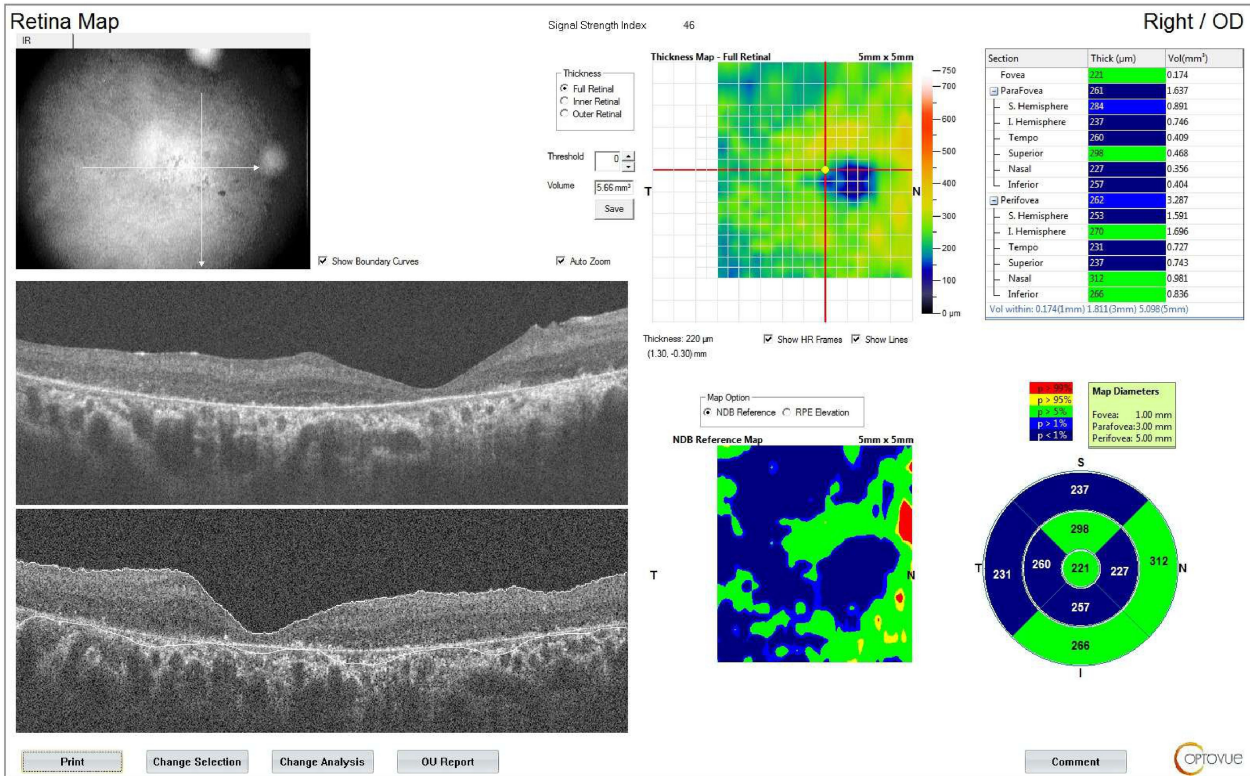 Retina Map
Signal Strength Index 46
Right / OD
IR
Thickness
Full Retinal
Inner Retinal
Outer Retinal
Threshold 0
Volume 5.66 mm³
Save
Show Boundary Curves
Auto Zoom
Thickness Map - Full Retinal 5mm x 5mm
T
N
750
700
600
500
400
300
200
100
0 µm
Thickness: 220 µm
(1.30, -0.30) mm
Show HR Frames
Show Lines
Section Thick (µm) Vol(mm³)
Fovea 221 0.174
ParaFovea 261 1.637
S. Hemisphere 284 0.891
I. Hemisphere 237 0.746
Tempo 260 0.409
Superior 298 0.468
Nasal 227 0.356
Inferior 257 0.404
Perifovea 262 3.287
S. Hemisphere 253 1.591
I. Hemisphere 270 1.696
Tempo 231 0.727
Superior 237 0.743
Nasal 312 0.981
Inferior 266 0.836
Vol within: 0.174(1mm) 1.811(3mm) 5.098(5mm)
Map Option
NDB Reference
RPE Elevation
NDB Reference Map 5mm x 5mm
T
N
p > 99%
p > 95%
p > 5%
p > 1%
p < 1%
Map Diameters
Fovea: 1.00 mm
Parafovea:3.00 mm
Perifovea: 5.00 mm
S
237
298
T 231 260 221 227 312 N
257
266
I
Print
Change Selection
Change Analysis
OU Report
Comment
OPTOVUE